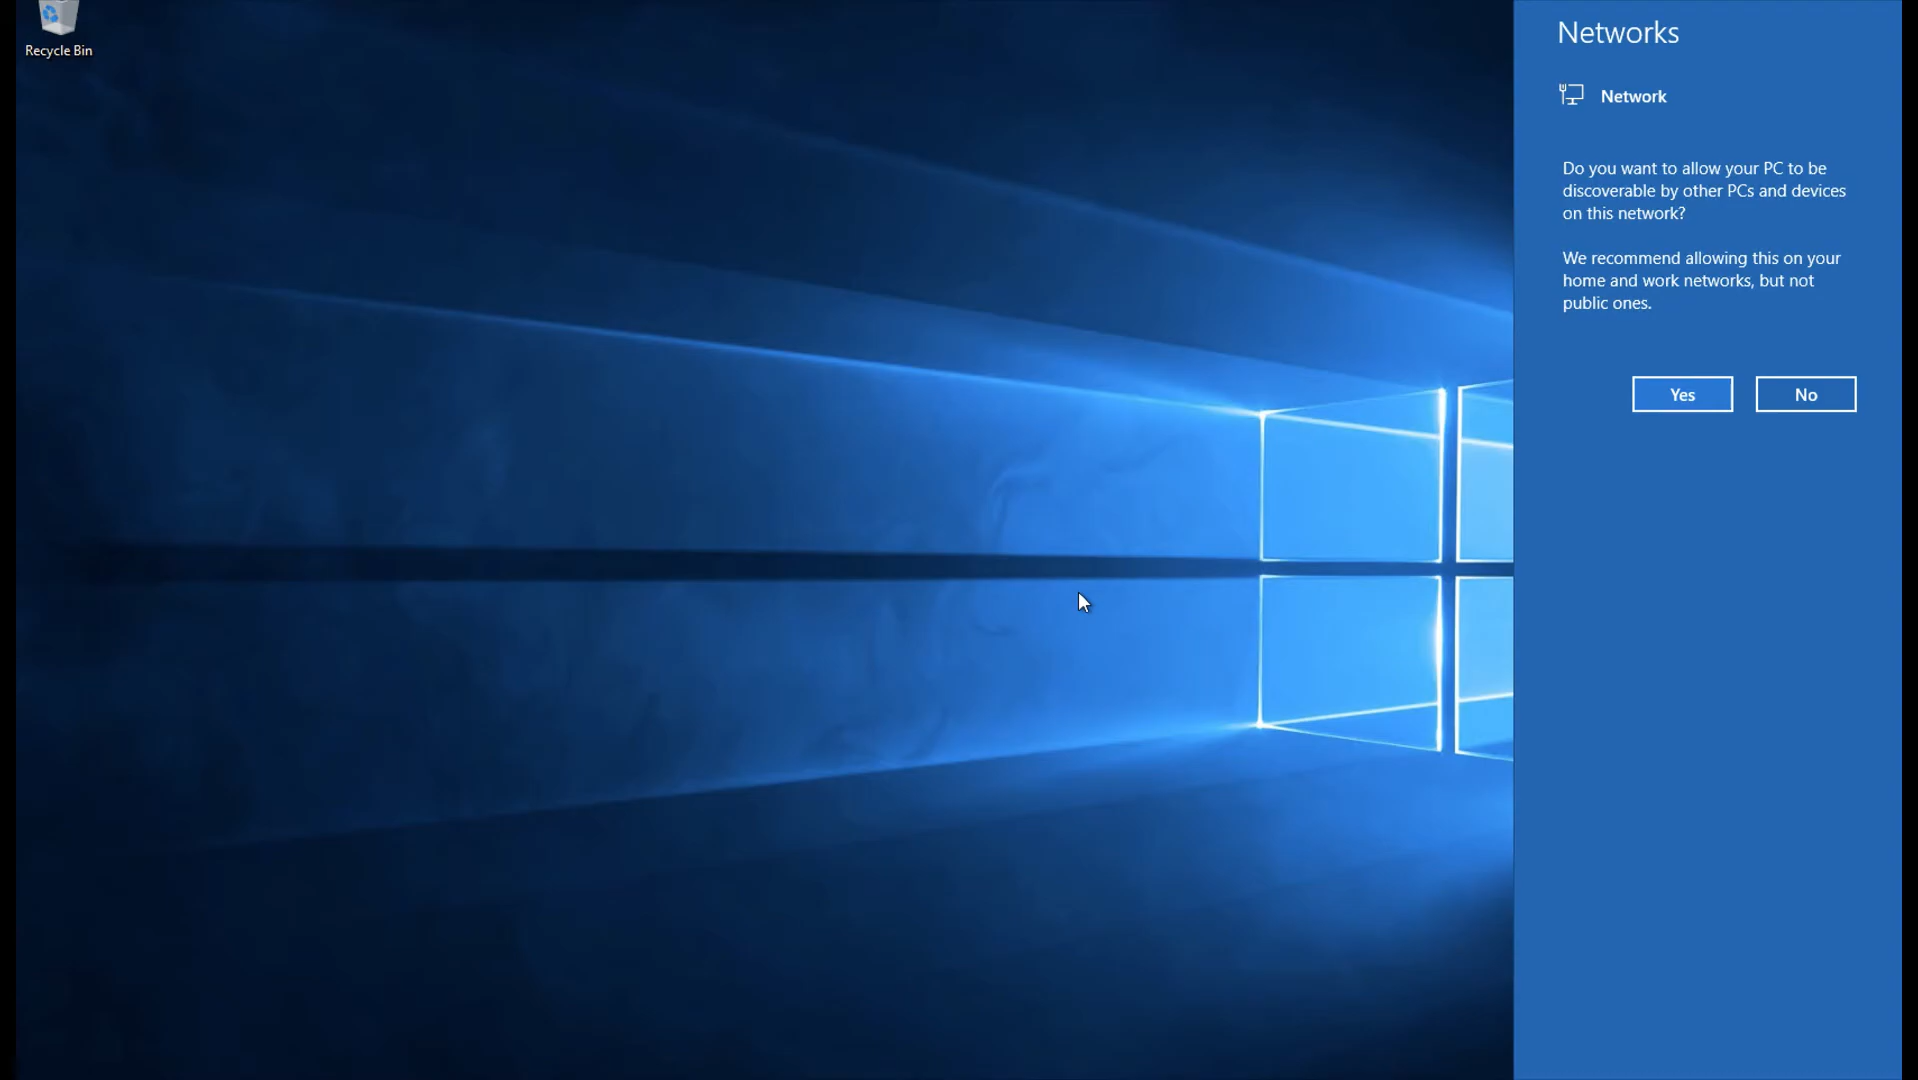 Recycle Bin
Networks
Network
Do you want to allow your PC to be
discoverable by other PCs and devices
on this network?
We recommend allowing this on your
home and work networks, but not
public ones.
Yes
No